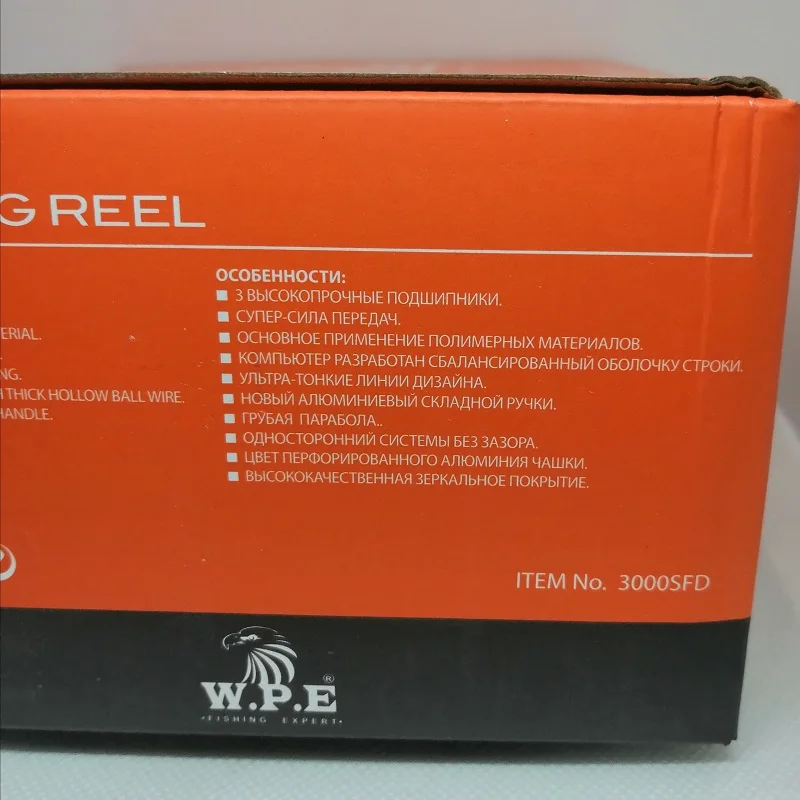 G REEL
ERIAL.
NG.
THICK HOLLOW BALL WIRE.
HANDLE.
ОСОБЕННОСТИ:
3 ВЫСОКОПРОЧНЫЕ ПОДШИПНИКИ.
СУПЕР-СИЛА ПЕРЕДАЧ.
ОСНОВНОЕ ПРИМЕНЕНИЕ ПОЛИМЕРНЫХ МАТЕРИАЛОВ.
КОМПЬЮТЕР РАЗРАБОТАН СБАЛАНСИРОВАННЫЙ ОБОЛОЧКУ СТРОКИ.
УЛЬТРА-ТОНКИЕ ЛИНИИ ДИЗАЙНА.
НОВЫЙ АЛЮМИНИЕВЫЙ СКЛАДНОЙ РУЧКИ.
ГРУБАЯ ПАРАБОЛА..
ОДНОСТОРОННИЙ СИСТЕМЫ БЕЗ ЗАЗОРА.
ЦВЕТ ПЕРФОРИРОВАННОГО АЛЮМИНИЯ ЧАШКИ.
ВЫСОКОКАЧЕСТВЕННАЯ ЗЕРКАЛЬНОЕ ПОКРЫТИЕ.
ITEM No. 3000SFD
W.P.E ®
•FISHING EXPERT•